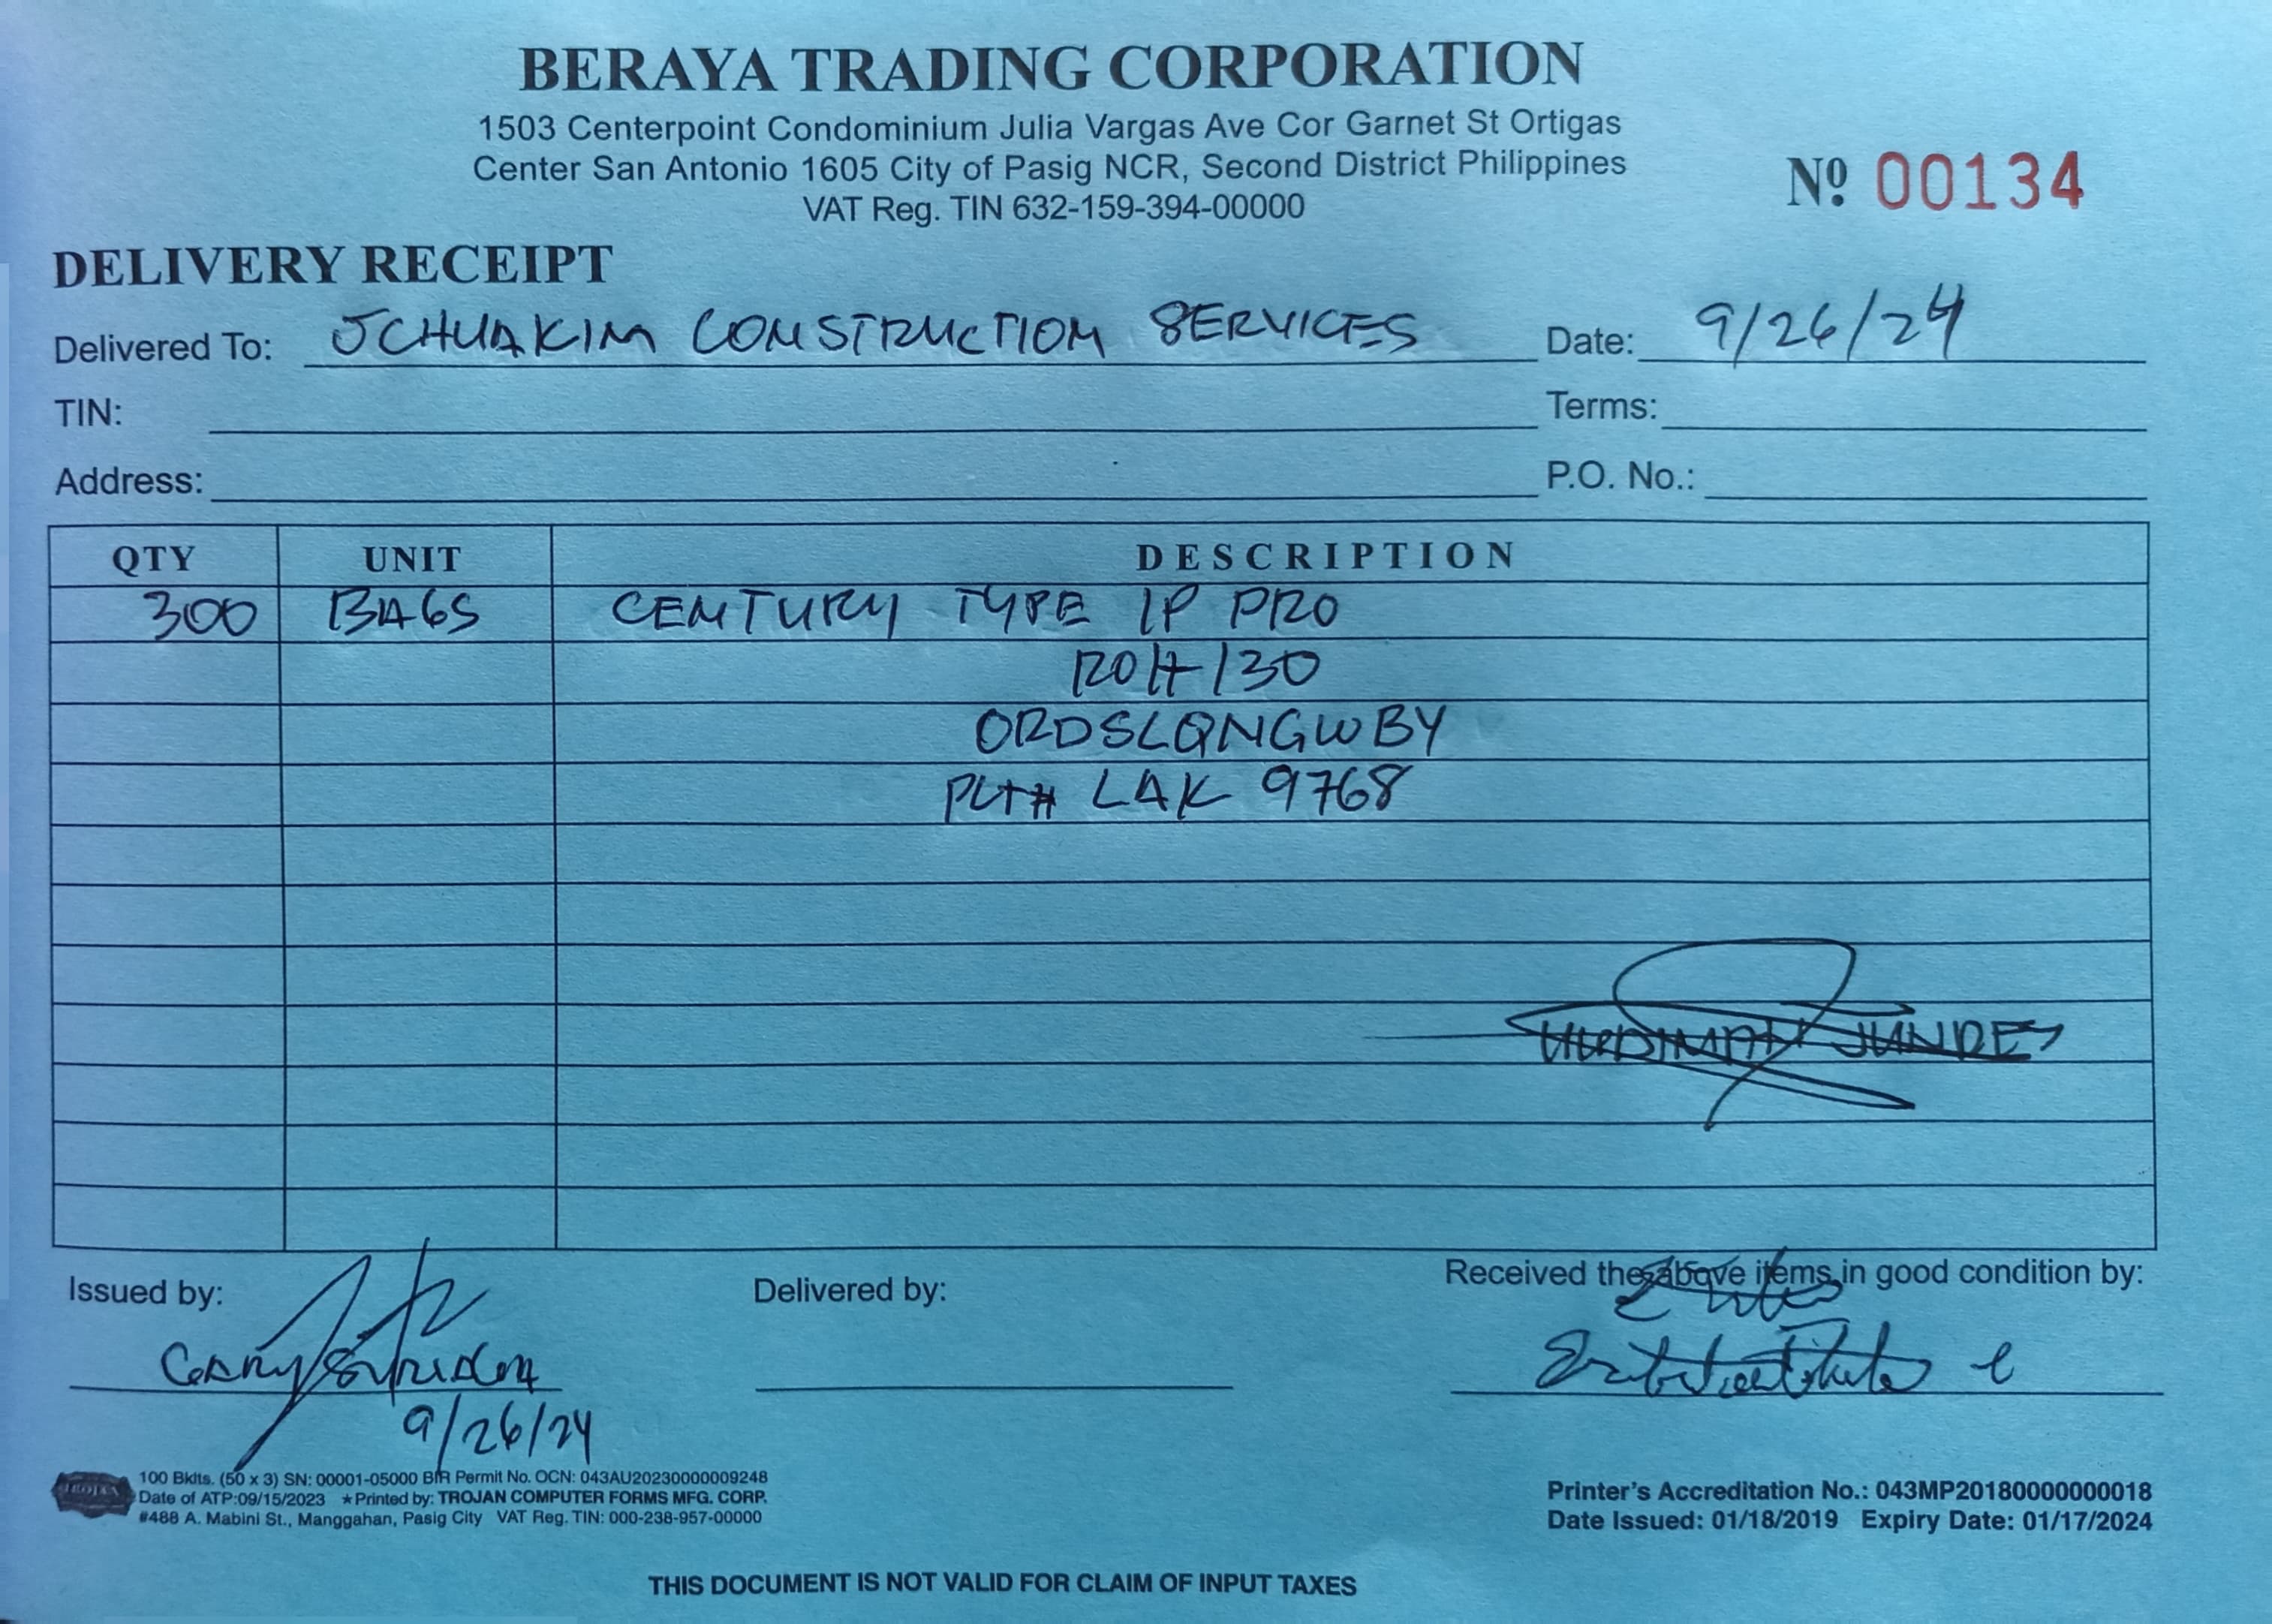 BERAYA TRADING CORPORATION
1503 Centerpoint Condominium Julia Vargas Ave Cor Garnet St Ortigas
Center San Antonio 1605 City of Pasig NCR, Second District Philippines
VAT Reg. TIN 632-159-394-00000
Nº 00134
DELIVERY RECEIPT
Delivered To: JCHUAKIM CONSTRUCTION SERVICES Date: 9/26/24
TIN: Terms:
Address: P.O. No.:
QTY UNIT DESCRIPTION
300 BAGS CENTURY TYPE 1P PRO
ROH/30
ORDSLQNGWBY
PLT# LAK 9768
Issued by: Delivered by: Received the above items in good condition by:
9/26/24
TROJAN
100 Bklts. (50 x 3) SN: 00001-05000 BIR Permit No. OCN: 043AU20230000009248
Date of ATP:09/15/2023 ★Printed by: TROJAN COMPUTER FORMS MFG. CORP.
#488 A. Mabini St., Manggahan, Pasig City VAT Reg. TIN: 000-238-957-00000
Printer's Accreditation No.: 043MP20180000000018
Date Issued: 01/18/2019 Expiry Date: 01/17/2024
THIS DOCUMENT IS NOT VALID FOR CLAIM OF INPUT TAXES